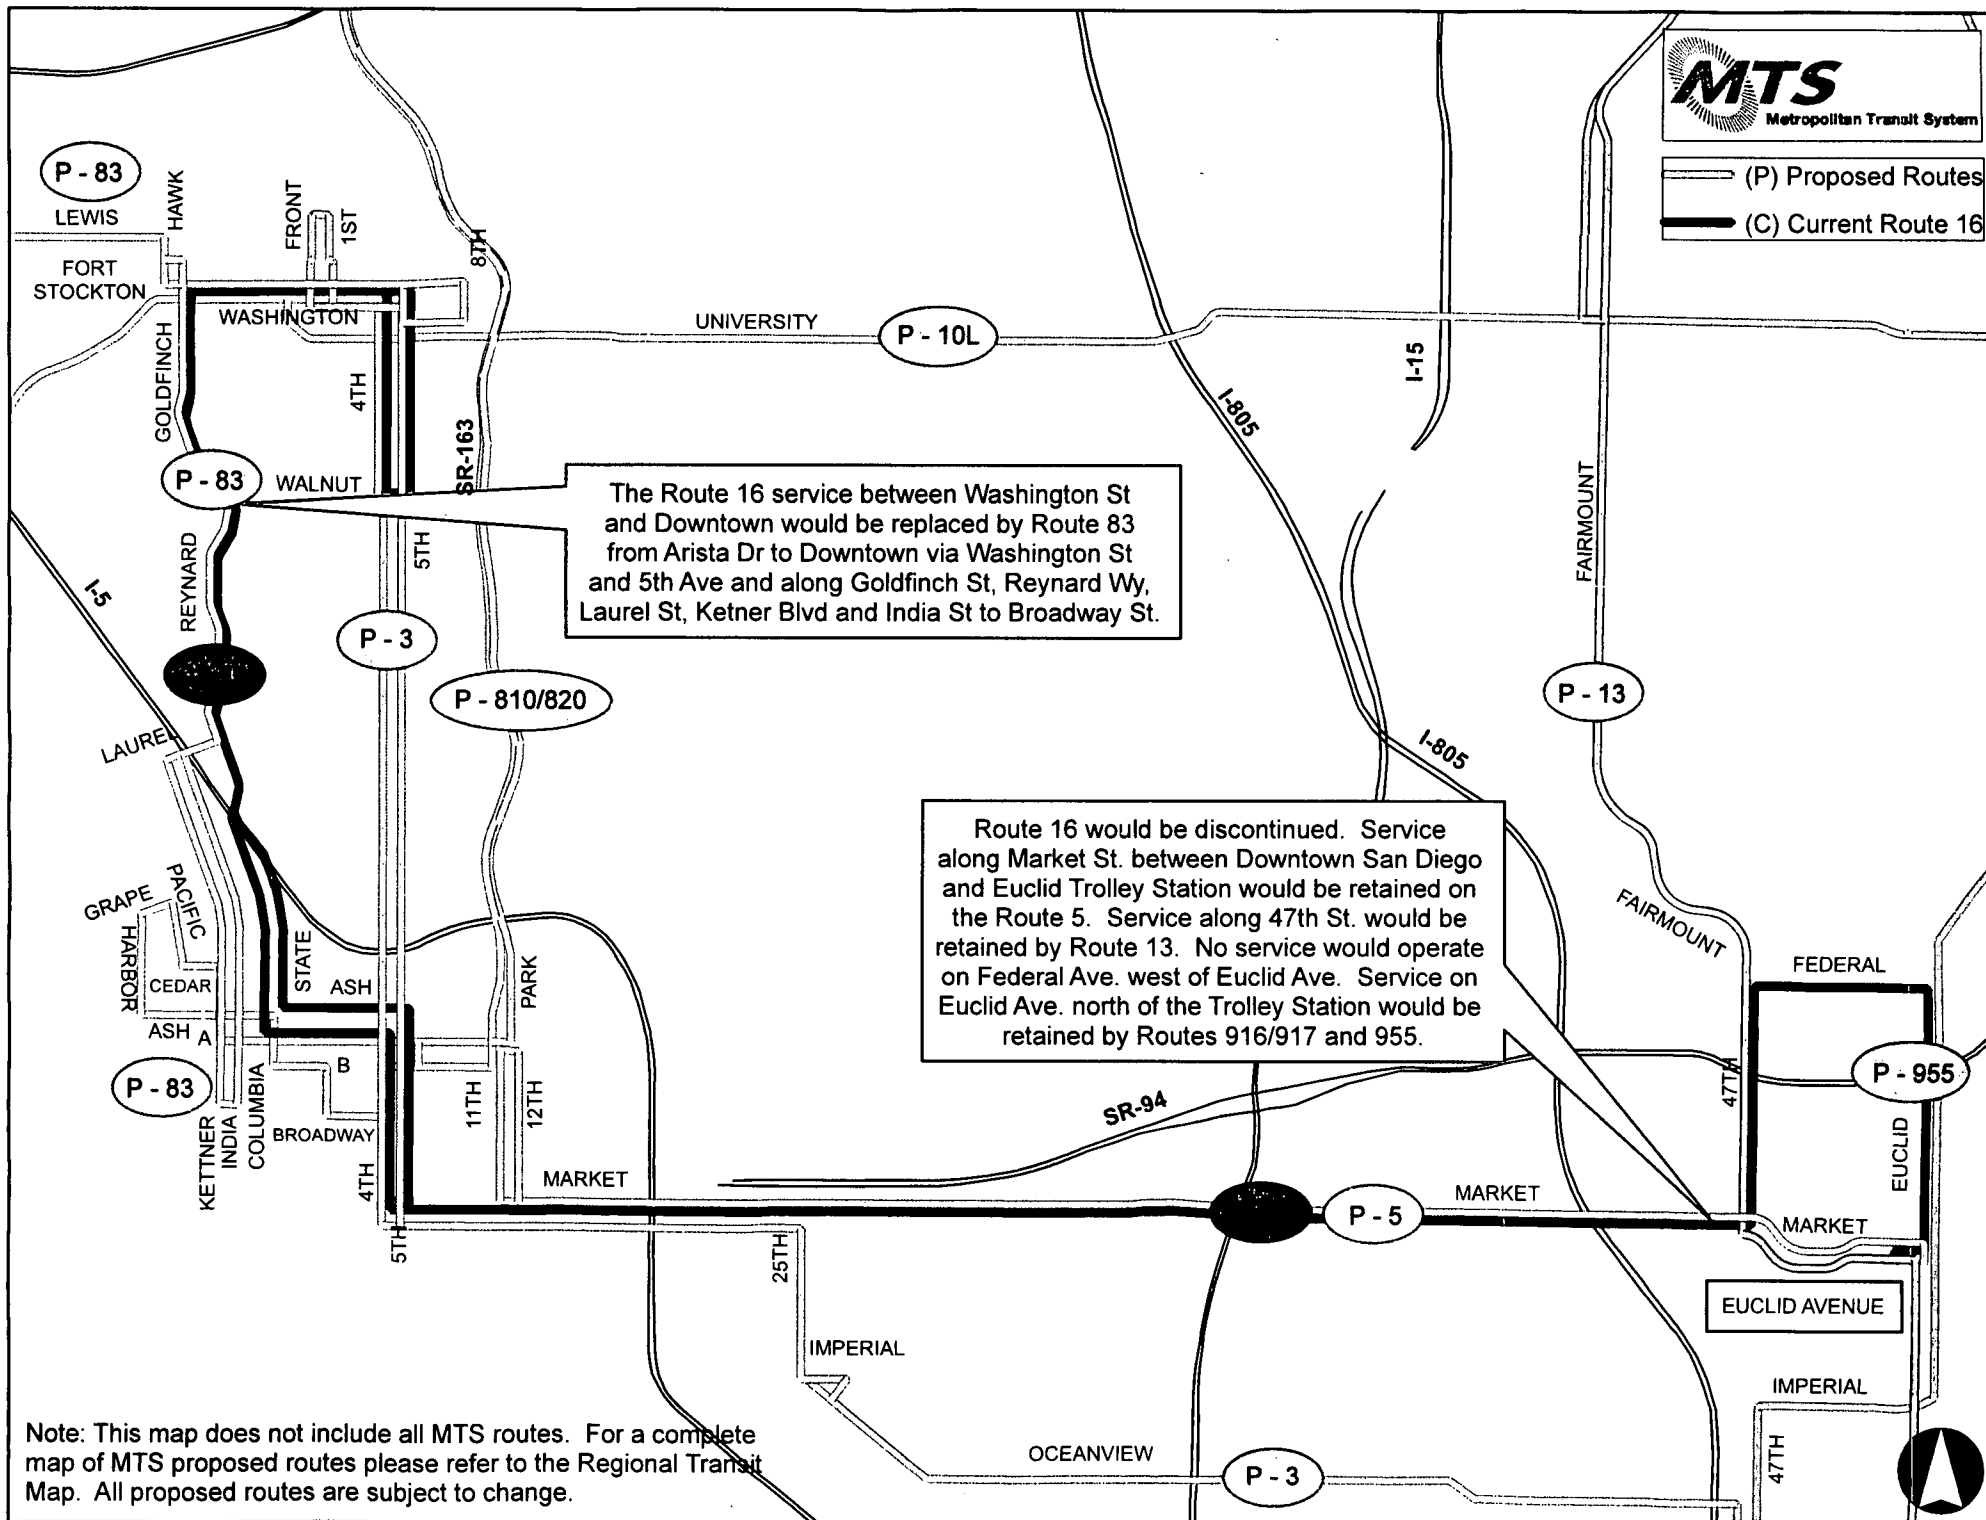 MTS
Metropolitan Transit System
(P) Proposed Routes
(C) Current Route 16
P - 83
LEWIS
HAWK
FORT
STOCKTON
FRONT
1ST
8TH
WASHINGTON
GOLDFINCH
4TH
UNIVERSITY
P - 10L
I-15
I-805
SR-163
P - 83
WALNUT
5TH
REYNARD
I-5
The Route 16 service between Washington St
and Downtown would be replaced by Route 83
from Arista Dr to Downtown via Washington St
and 5th Ave and along Goldfinch St, Reynard Wy,
Laurel St, Ketner Blvd and India St to Broadway St.
FAIRMOUNT
P - 3
P - 810/820
P - 13
LAUREL
I-805
Route 16 would be discontinued. Service
along Market St. between Downtown San Diego
and Euclid Trolley Station would be retained on
the Route 5. Service along 47th St. would be
retained by Route 13. No service would operate
on Federal Ave. west of Euclid Ave. Service on
Euclid Ave. north of the Trolley Station would be
retained by Routes 916/917 and 955.
FAIRMOUNT
FEDERAL
GRAPE
PACIFIC
HARBOR
CEDAR
STATE
ASH
PARK
ASH
A
B
P - 83
KETTNER
INDIA
COLUMBIA
BROADWAY
4TH
11TH
12TH
SR-94
47TH
P - 955
EUCLID
MARKET
P - 5
MARKET
MARKET
5TH
25TH
EUCLID AVENUE
IMPERIAL
IMPERIAL
OCEANVIEW
P - 3
47TH
Note: This map does not include all MTS routes. For a complete
map of MTS proposed routes please refer to the Regional Transit
Map. All proposed routes are subject to change.